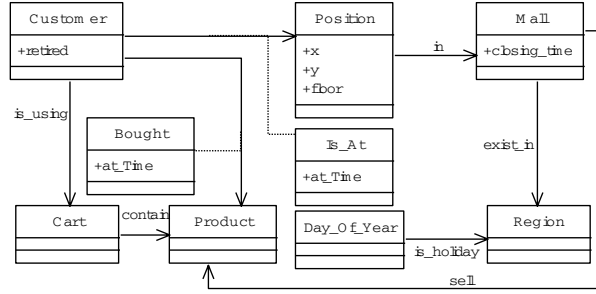 Customer
+retired
Position
+x
+y
+floor
Mall
+closing_time
in
is_using
Bought
+at_Time
Is_At
+at_Time
exist_in
Cart
contain
Product
Day_Of_Year
is_holiday
Region
sell